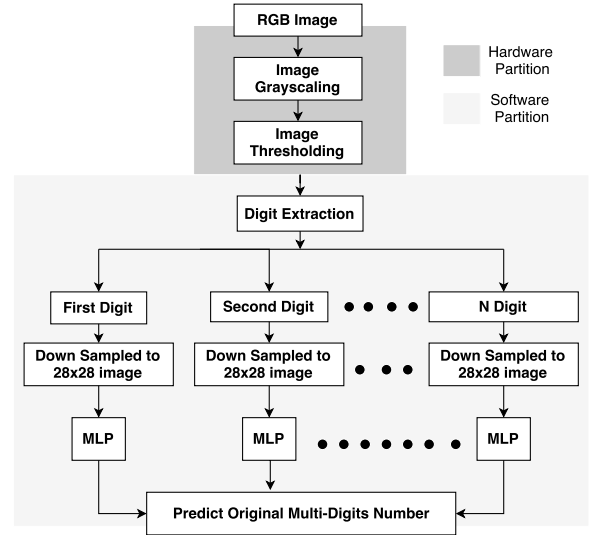 RGB Image
Hardware
Partition
Image
Grayscaling
Software
Partition
Image
Thresholding
Digit Extraction
First Digit
Second Digit
N Digit
Down Sampled to
28x28 image
Down Sampled to
28x28 image
Down Sampled to
28x28 image
MLP
MLP
MLP
Predict Original Multi-Digits Number